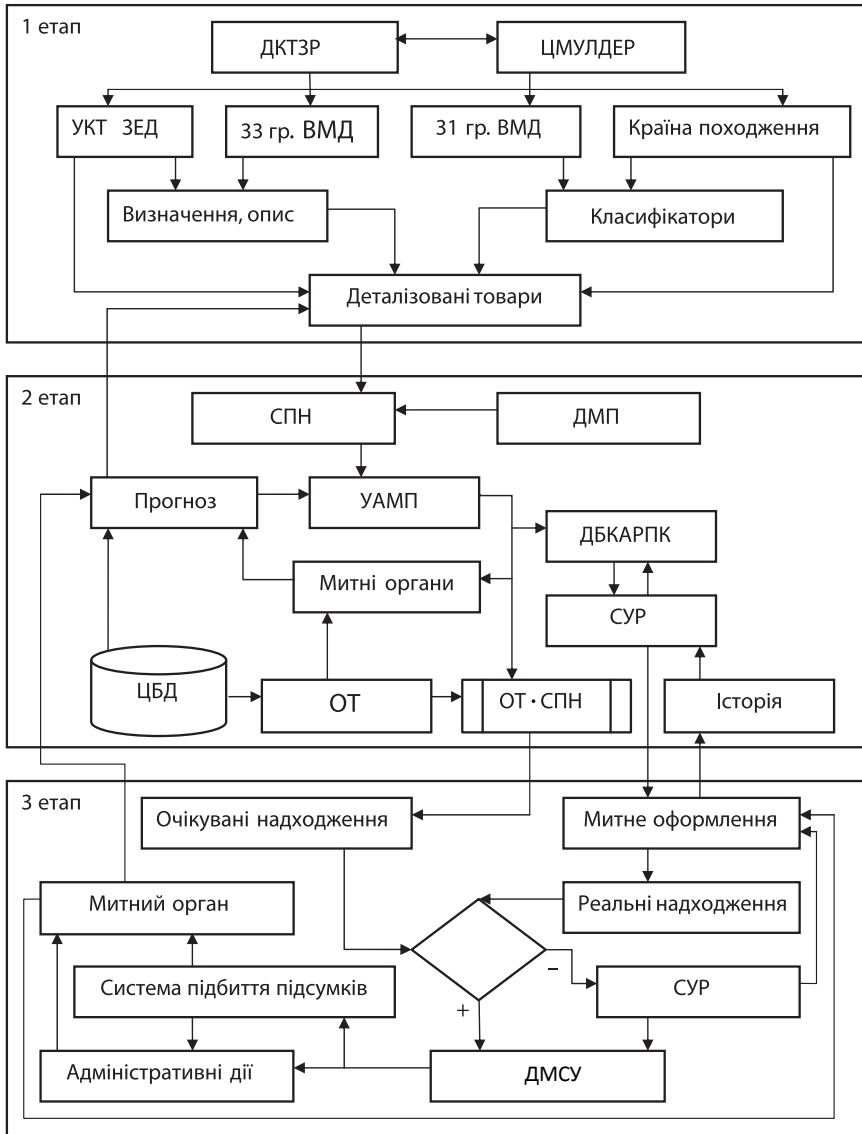 1 етап
ДКТЗР
ЦМУЛДЕР
УКТ ЗЕД
33 гр. ВМД
31 гр. ВМД
Країна походження
Визначення, опис
Класифікатори
Деталізовані товари
2 етап
СПН
ДМП
Прогноз
УАМП
ДБКАРПК
Митні органи
СУР
ЦБД
ОТ
ОТ · СПН
Історія
3 етап
Очікувані надходження
Митне оформлення
Митний орган
Реальні надходження
–
Система підбиття підсумків
СУР
+
Адміністративні дії
ДМСУ